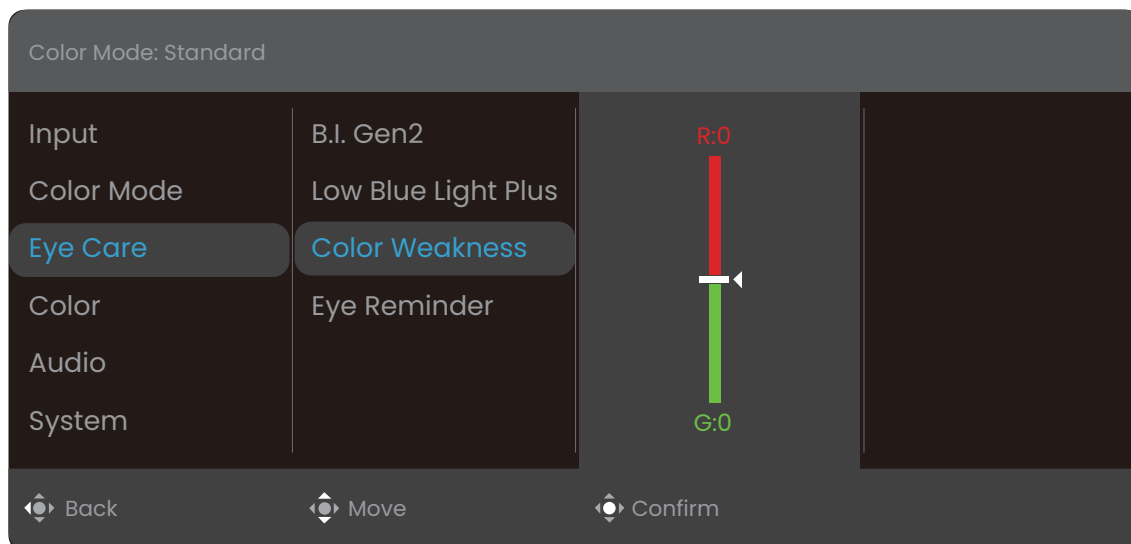 Color Mode: Standard
Input
Color Mode
Eye Care
Color
Audio
System
B.I. Gen2
Low Blue Light Plus
Color Weakness
Eye Reminder
R:0
G:0
Back
Move
Confirm